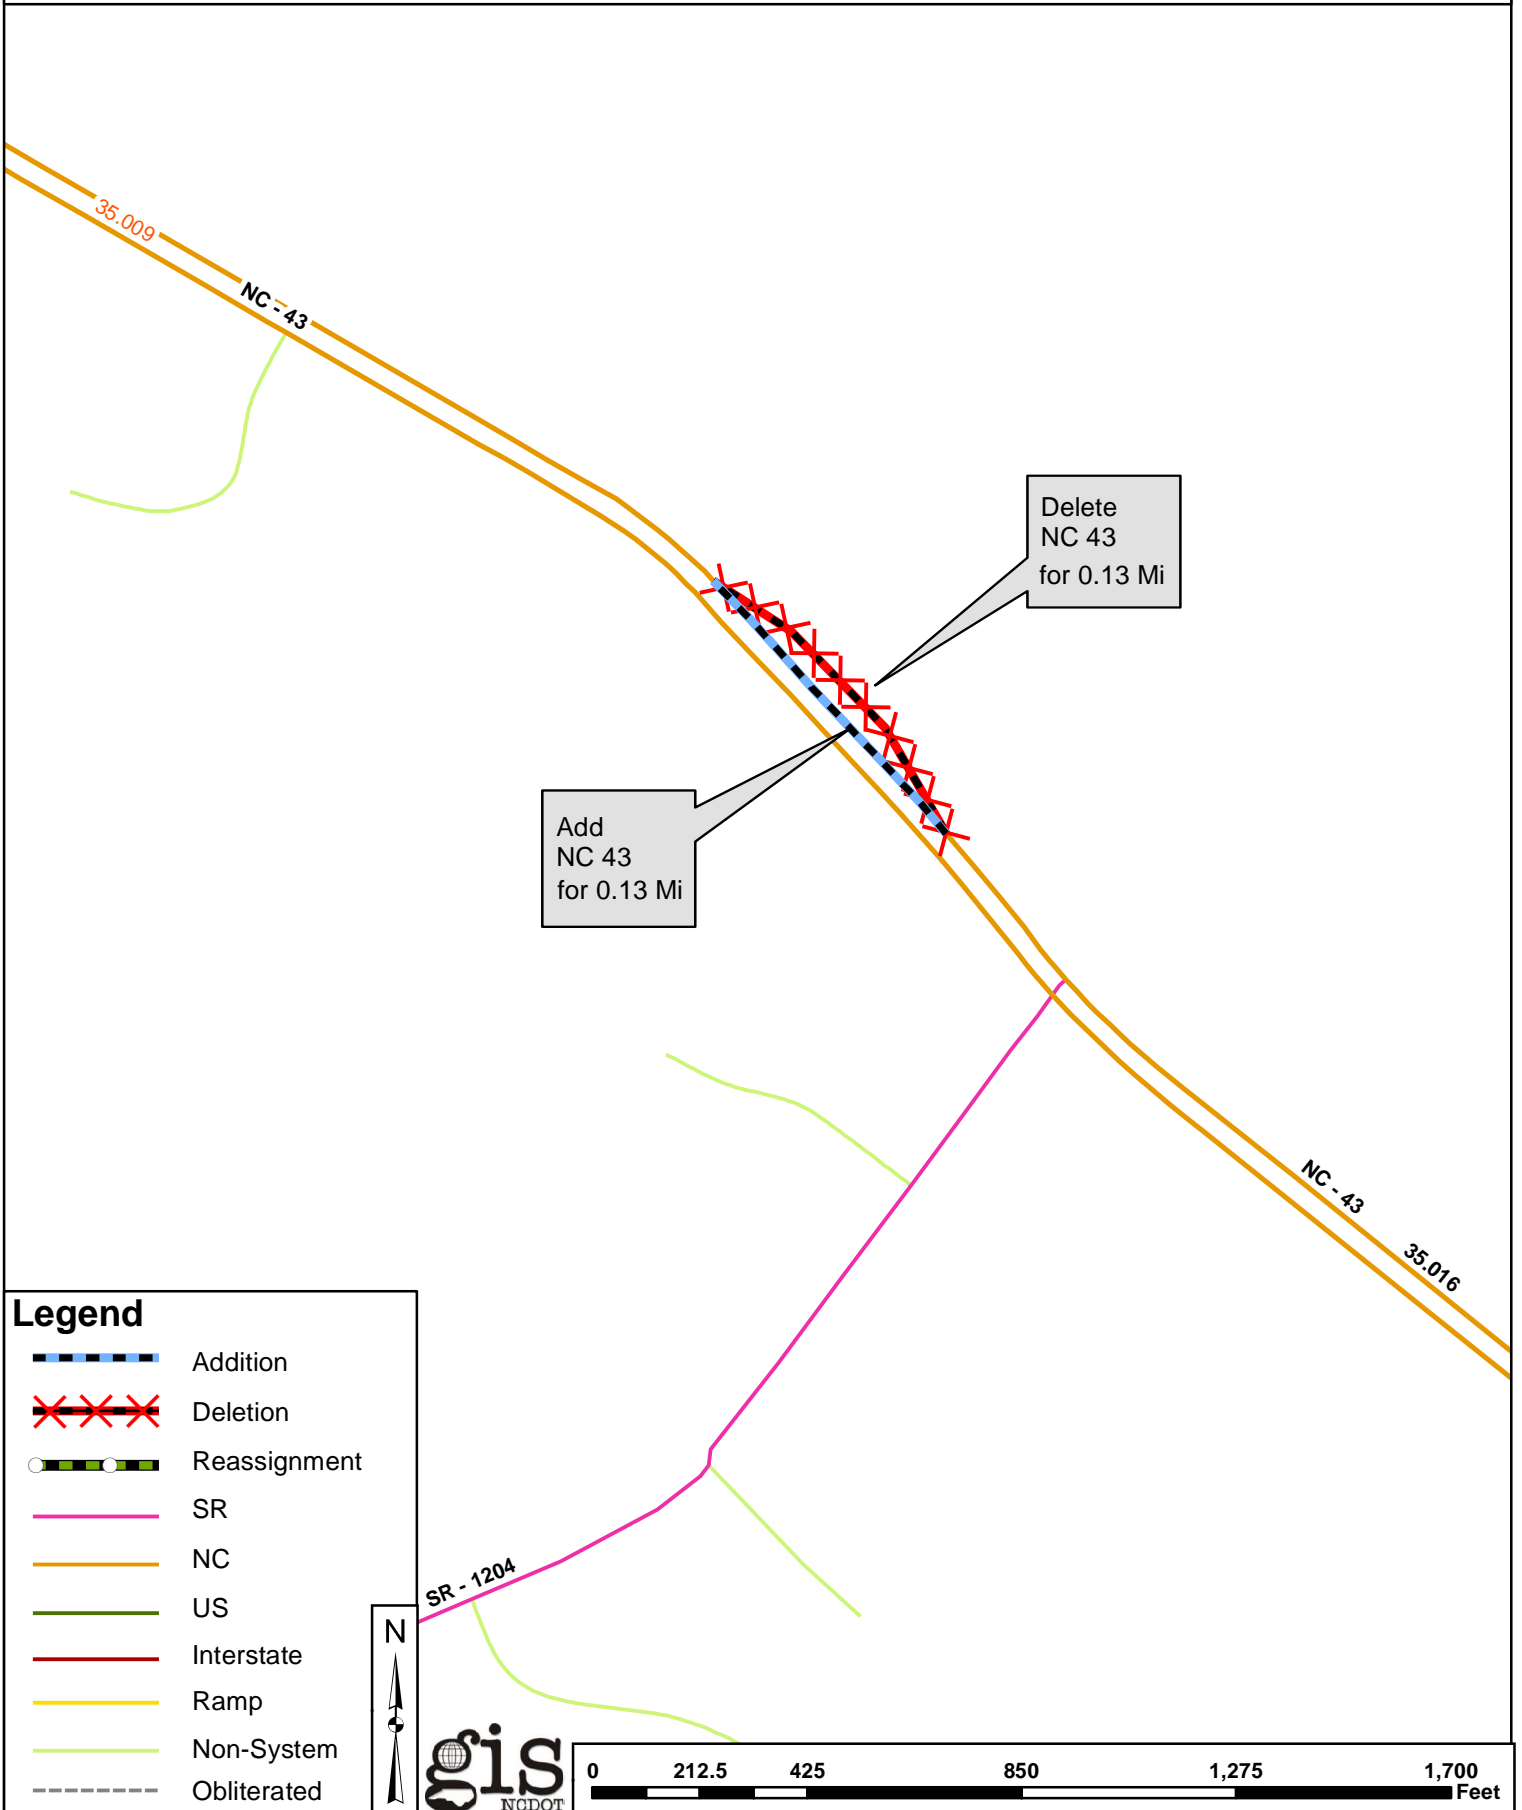 35.009
NC - 43
Delete
NC 43
for 0.13 Mi
Add
NC 43
for 0.13 Mi
NC - 43
35.016
Legend
Addition
Deletion
Reassignment
SR
NC
US
Interstate
Ramp
Non-System
Obliterated
SR - 1204
N
gis
NCDOT
0 212.5 425 850 1,275 1,700
Feet